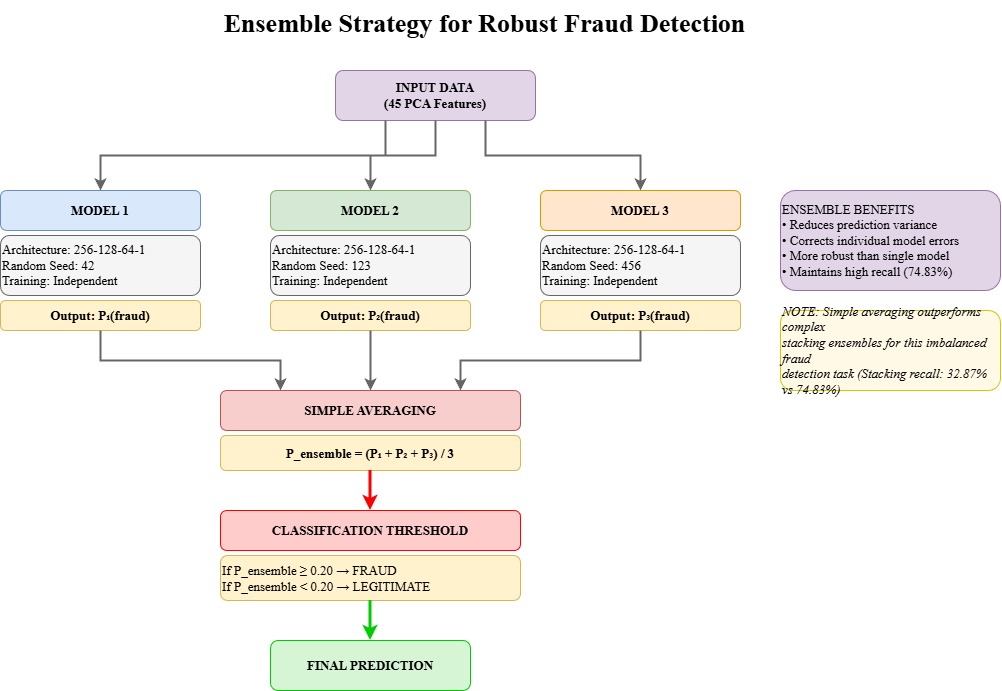 Ensemble Strategy for Robust Fraud Detection
INPUT DATA
(45 PCA Features)
MODEL 1
Architecture: 256-128-64-1
Random Seed: 42
Training: Independent
Output: P₁(fraud)
MODEL 2
Architecture: 256-128-64-1
Random Seed: 123
Training: Independent
Output: P₂(fraud)
MODEL 3
Architecture: 256-128-64-1
Random Seed: 456
Training: Independent
Output: P₃(fraud)
ENSEMBLE BENEFITS
• Reduces prediction variance
• Corrects individual model errors
• More robust than single model
• Maintains high recall (74.83%)
NOTE: Simple averaging outperforms
complex
stacking ensembles for this imbalanced
fraud
detection task (Stacking recall: 32.87%
vs 74.83%)
SIMPLE AVERAGING
P_ensemble = (P₁ + P₂ + P₃) / 3
CLASSIFICATION THRESHOLD
If P_ensemble ≥ 0.20 → FRAUD
If P_ensemble < 0.20 → LEGITIMATE
FINAL PREDICTION